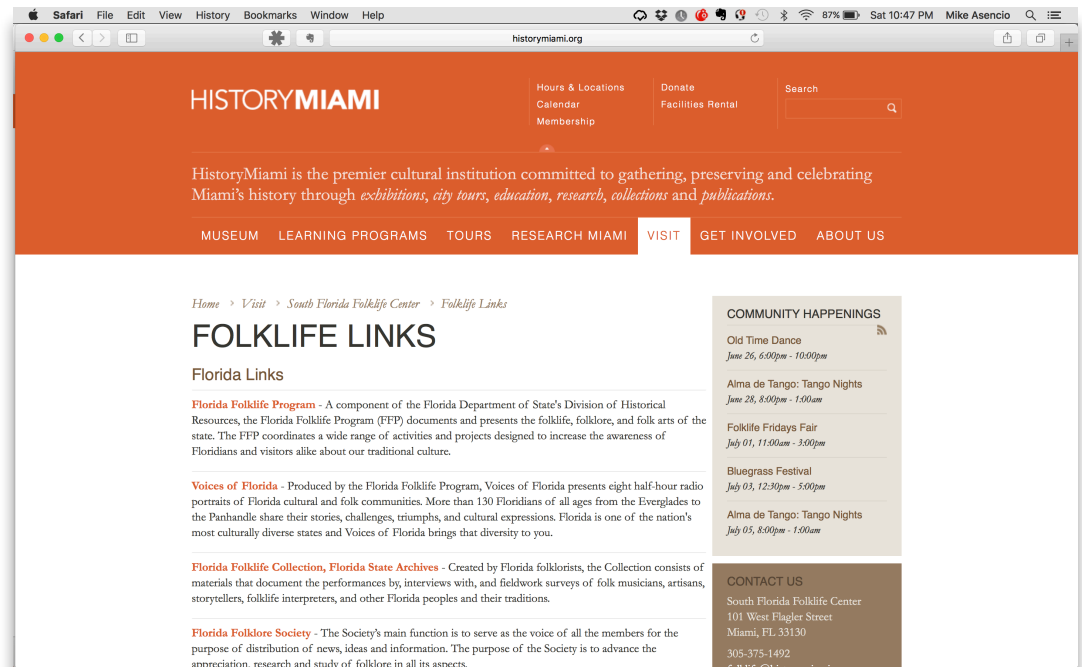 Safari File Edit View History Bookmarks Window Help
87% Sat 10:47 PM Mike Asencio
historymiami.org
HISTORYMIAMI
Hours & Locations
Calendar
Membership
Donate
Facilities Rental
Search
HistoryMiami is the premier cultural institution committed to gathering, preserving and celebrating
Miami's history through exhibitions, city tours, education, research, collections and publications.
MUSEUM LEARNING PROGRAMS TOURS RESEARCH MIAMI VISIT GET INVOLVED ABOUT US
Home > Visit > South Florida Folklife Center > Folklife Links
FOLKLIFE LINKS
Florida Links
Florida Folklife Program - A component of the Florida Department of State's Division of Historical
Resources, the Florida Folklife Program (FFP) documents and presents the folklife, folklore, and folk arts of the
state. The FFP coordinates a wide range of activities and projects designed to increase the awareness of
Floridians and visitors alike about our traditional culture.
Voices of Florida - Produced by the Florida Folklife Program, Voices of Florida presents eight half-hour radio
portraits of Florida cultural and folk communities. More than 130 Floridians of all ages from the Everglades to
the Panhandle share their stories, challenges, triumphs, and cultural expressions. Florida is one of the nation's
most culturally diverse states and Voices of Florida brings that diversity to you.
Florida Folklife Collection, Florida State Archives - Created by Florida folklorists, the Collection consists of
materials that document the performances by, interviews with, and fieldwork surveys of folk musicians, artisans,
storytellers, folklife interpreters, and other Florida peoples and their traditions.
Florida Folklore Society - The Society's main function is to serve as the voice of all the members for the
purpose of distribution of news, ideas and information. The purpose of the Society is to advance the
appreciation, research and study of folklore in all its aspects.
COMMUNITY HAPPENINGS
Old Time Dance
June 26, 6:00pm - 10:00pm
Alma de Tango: Tango Nights
June 28, 8:00pm - 1:00am
Folklife Fridays Fair
July 01, 11:00am - 3:00pm
Bluegrass Festival
July 03, 12:30pm - 5:00pm
Alma de Tango: Tango Nights
July 05, 8:00pm - 1:00am
CONTACT US
South Florida Folklife Center
101 West Flagler Street
Miami, FL 33130
305-375-1492